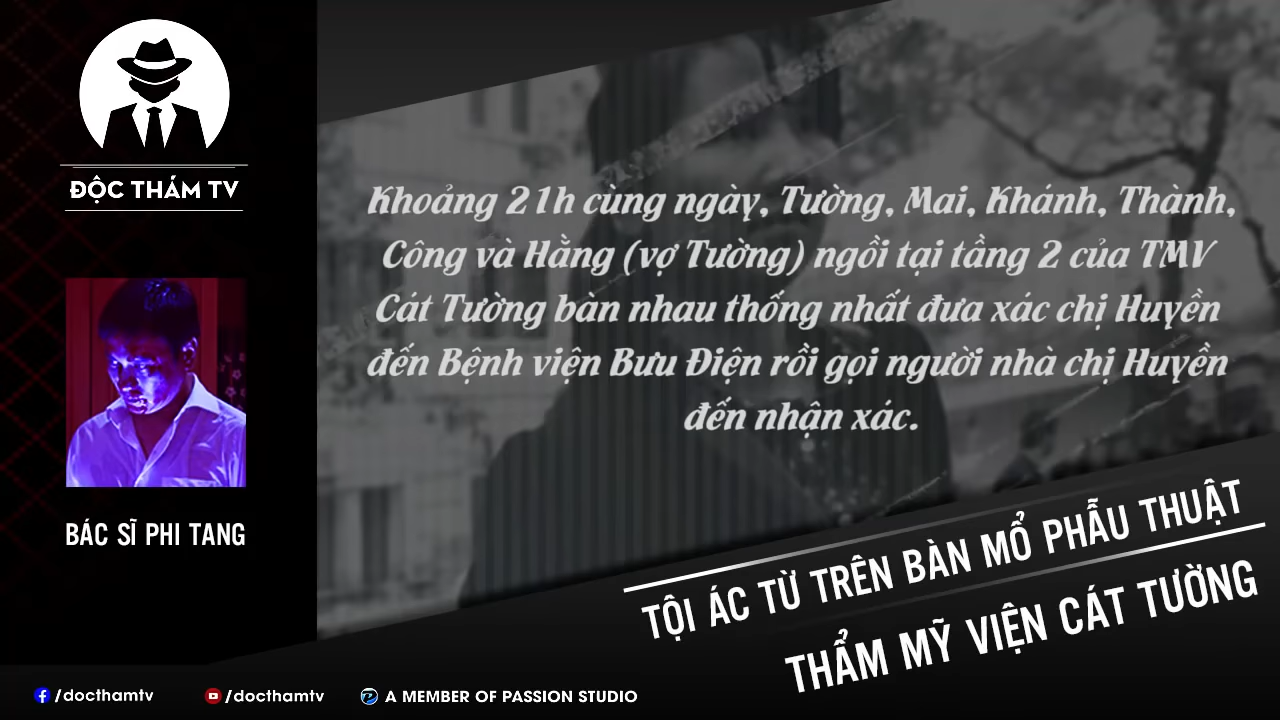 ĐỘC THÁM TV
BÁC SĨ PHI TANG
Khoảng 21h cùng ngày, Tường, Mai, Khánh, Thành,
Công và Hằng (vợ Tường) ngồi tại tầng 2 của TMV
Cát Tường bàn nhau thống nhất đưa xác chị Huyền
đến Bệnh viện Bưu Điện rồi gọi người nhà chị Huyền
đến nhận xác.
TỘI ÁC TỪ TRÊN BÀN MỔ PHẪU THUẬT
THẨM MỸ VIỆN CÁT TƯỜNG
/docthamtv
/docthamtv
A MEMBER OF PASSION STUDIO